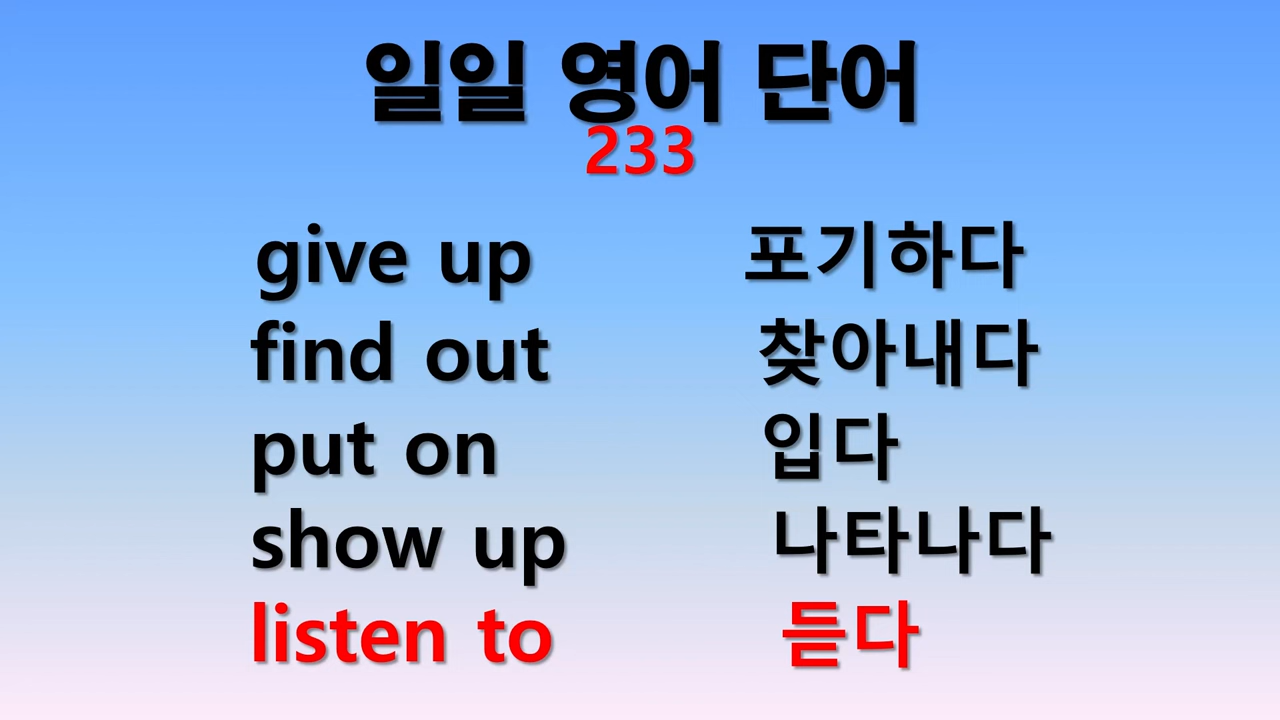 일일 영어 단어
233
give up 포기하다
find out 찾아내다
put on 입다
show up 나타나다
listen to 듣다